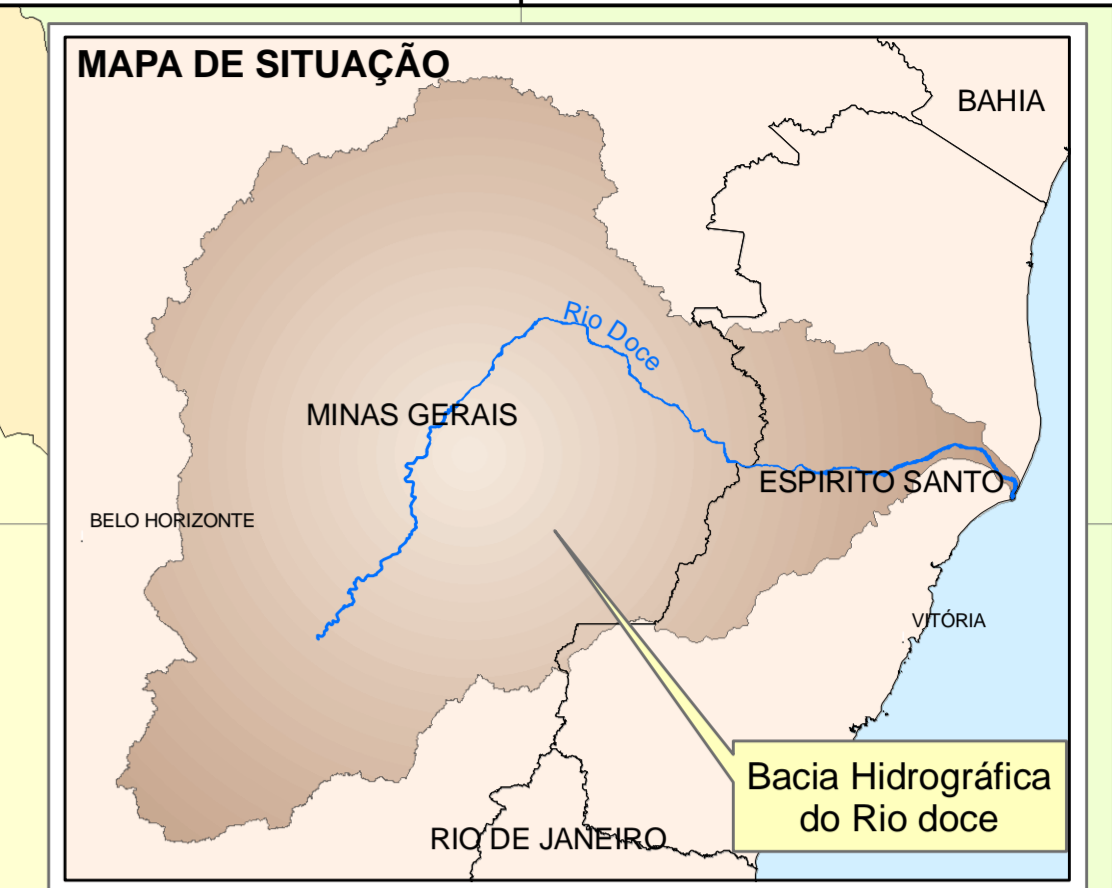 MAPA DE SITUAÇÃO
BAHIA
Rio Doce
MINAS GERAIS
ESPIRITO SANTO
BELO HORIZONTE
VITÓRIA
Bacia Hidrográfica
do Rio doce
RIO DE JANEIRO